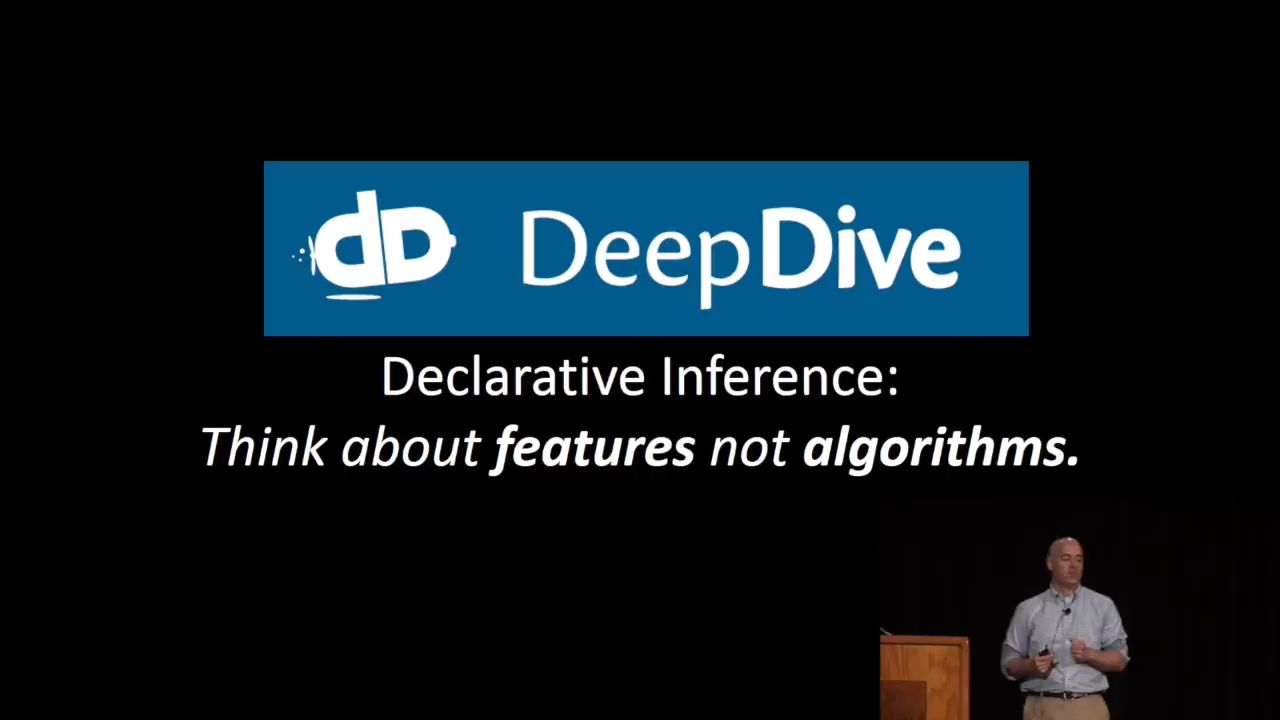 dD DeepDive
Declarative Inference:
Think about features not algorithms.